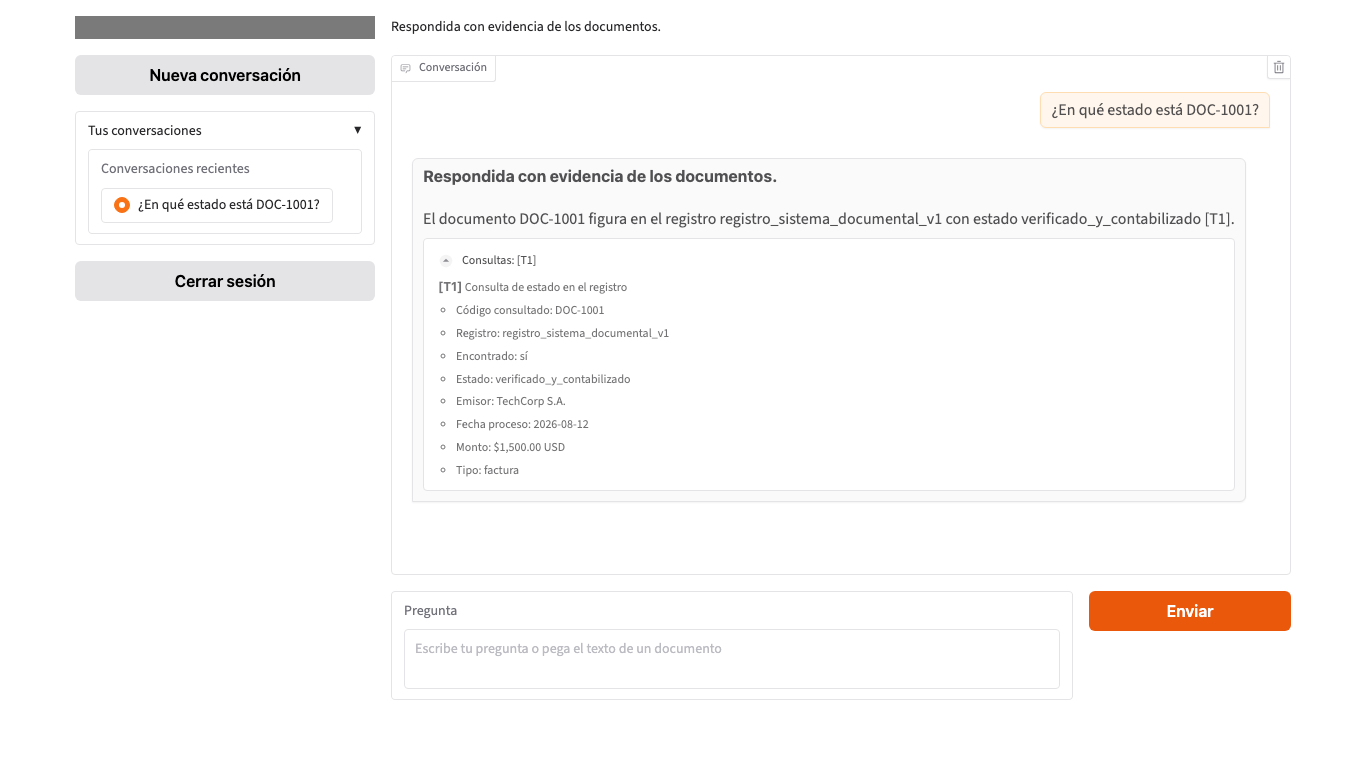 Respondida con evidencia de los documentos.
Nueva conversación
Tus conversaciones
Conversaciones recientes
¿En qué estado está DOC-1001?
Cerrar sesión
Conversación
¿En qué estado está DOC-1001?
Respondida con evidencia de los documentos.
El documento DOC-1001 figura en el registro registro_sistema_documental_v1 con estado verificado_y_contabilizado [T1].
Consultas: [T1]
[T1] Consulta de estado en el registro
Código consultado: DOC-1001
Registro: registro_sistema_documental_v1
Encontrado: sí
Estado: verificado_y_contabilizado
Emisor: TechCorp S.A.
Fecha proceso: 2026-08-12
Monto: $1,500.00 USD
Tipo: factura
Pregunta
Escribe tu pregunta o pega el texto de un documento
Enviar